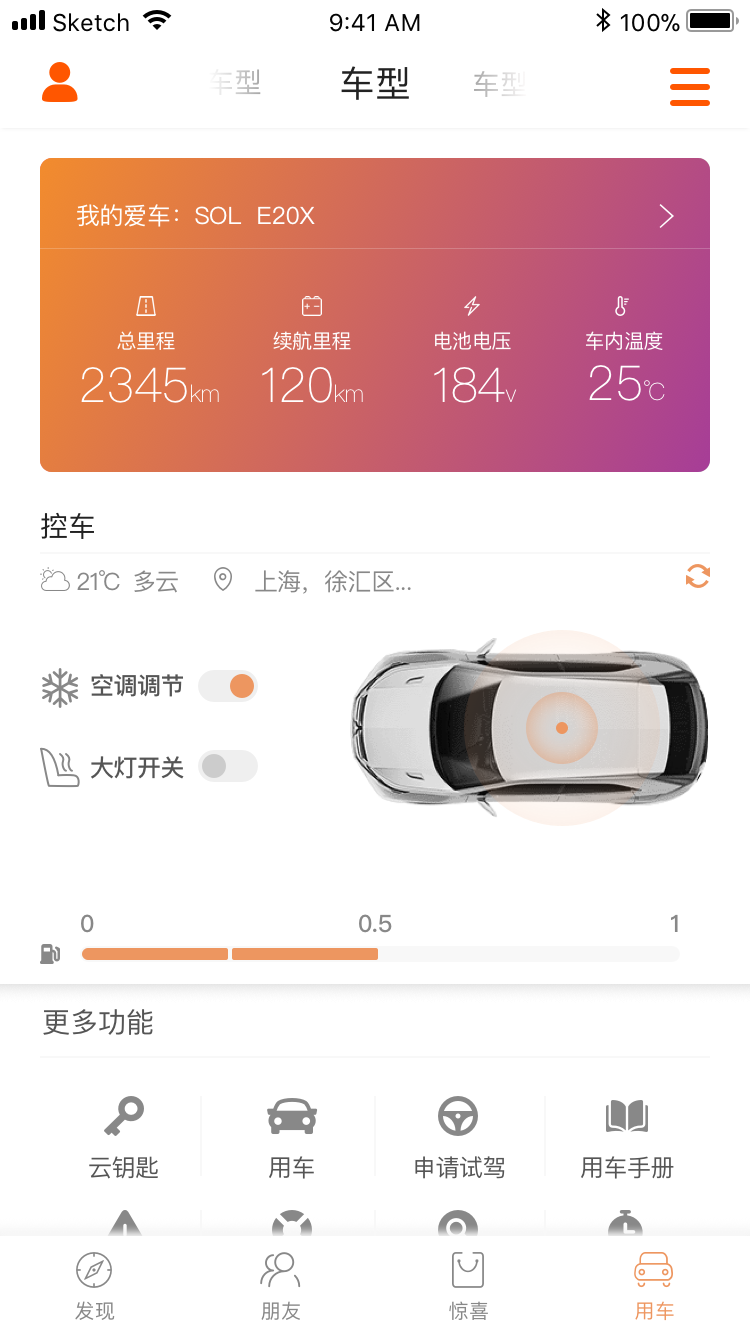 Sketch 9:41 AM 100%
车型 车型 车型
我的爱车：SOL E20X
总里程 续航里程 电池电压 车内温度
2345km 120km 184v 25℃
控车
21℃ 多云 上海，徐汇区...
空调调节
大灯开关
0 0.5 1
更多功能
云钥匙 用车 申请试驾 用车手册
发现 朋友 惊喜 用车